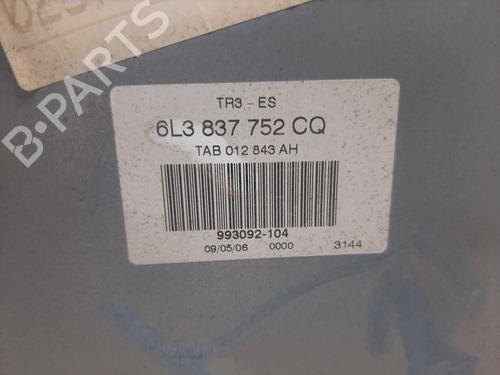 B-PARTS
TR3 - ES
6L3 837 752 CQ
TAB 012 843 AH
993092-104
09/05/06 0000 3144